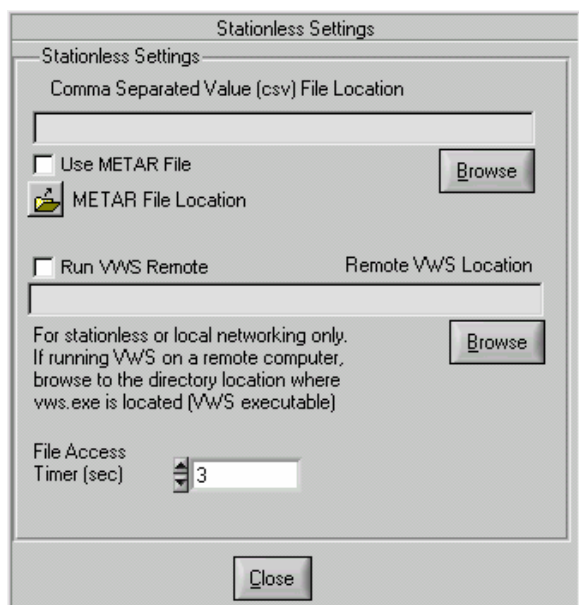 Stationless Settings
Stationless Settings
Comma Separated Value (csv) File Location
Use METAR File
Browse
METAR File Location
Run VWS Remote Remote VWS Location
For stationless or local networking only.
Browse
If running VWS on a remote computer,
browse to the directory location where
vws.exe is located (VWS executable)
File Access
Timer (sec) 3
Close